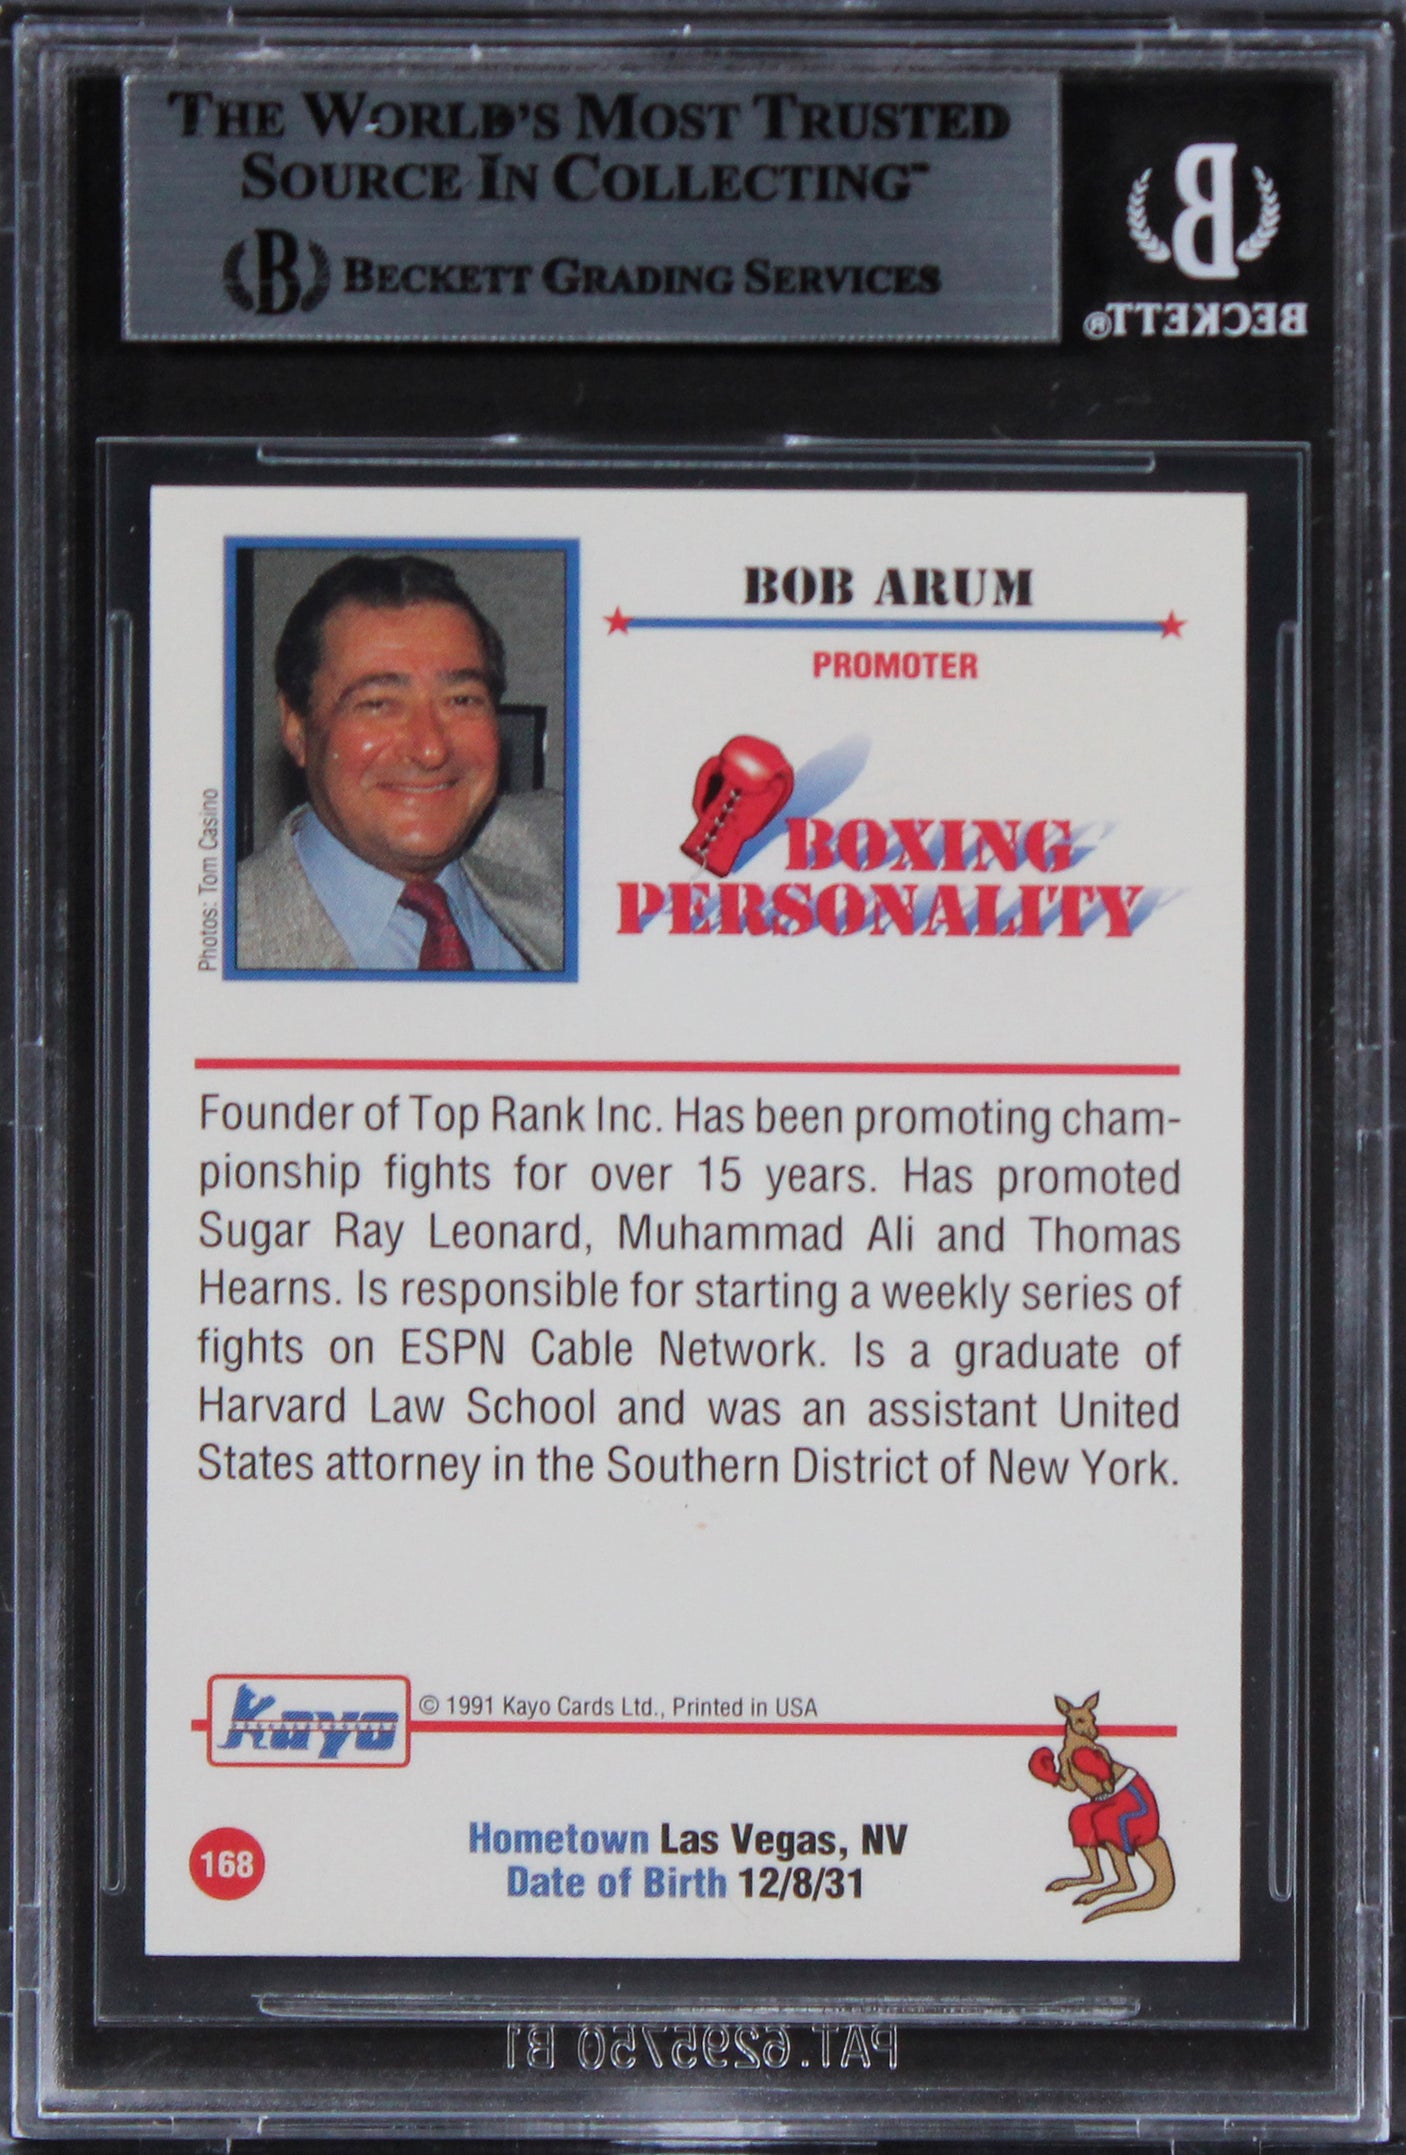 THE WORLD'S MOST TRUSTED
SOURCE IN COLLECTING™
B BECKETT GRADING SERVICES
B
BECKETT®
BOB ARUM
PROMOTER
BOXING
PERSONALITY
Photos: Tom Casino
Founder of Top Rank Inc. Has been promoting cham-
pionship fights for over 15 years. Has promoted
Sugar Ray Leonard, Muhammad Ali and Thomas
Hearns. Is responsible for starting a weekly series of
fights on ESPN Cable Network. Is a graduate of
Harvard Law School and was an assistant United
States attorney in the Southern District of New York.
Kayo
© 1991 Kayo Cards Ltd., Printed in USA
168
Hometown Las Vegas, NV
Date of Birth 12/8/31
PAT. 6295750 B1